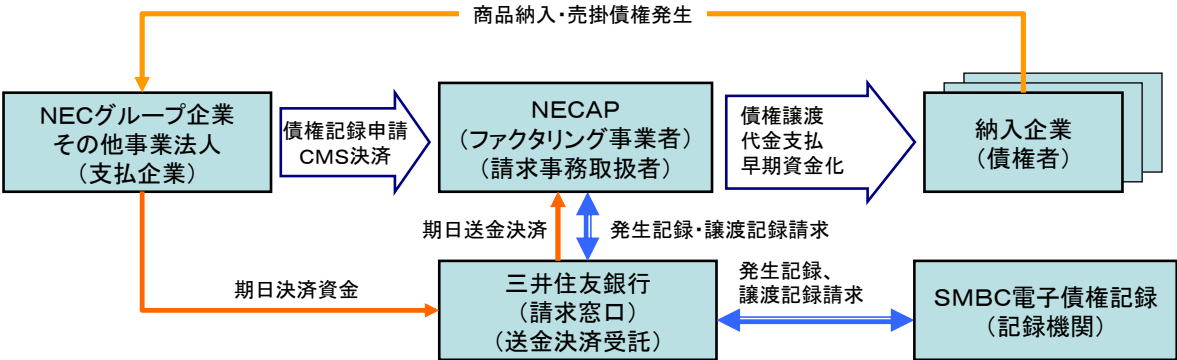 商品納入・売掛債権発生
NECグループ企業
その他事業法人
（支払企業）
債権記録申請
CMS決済
NECAP
（ファクタリング事業者）
（請求事務取扱者）
債権譲渡
代金支払
早期資金化
納入企業
（債権者）
期日送金決済
発生記録・譲渡記録請求
期日決済資金
三井住友銀行
（請求窓口）
（送金決済受託）
発生記録、
譲渡記録請求
SMBC電子債権記録
（記録機関）